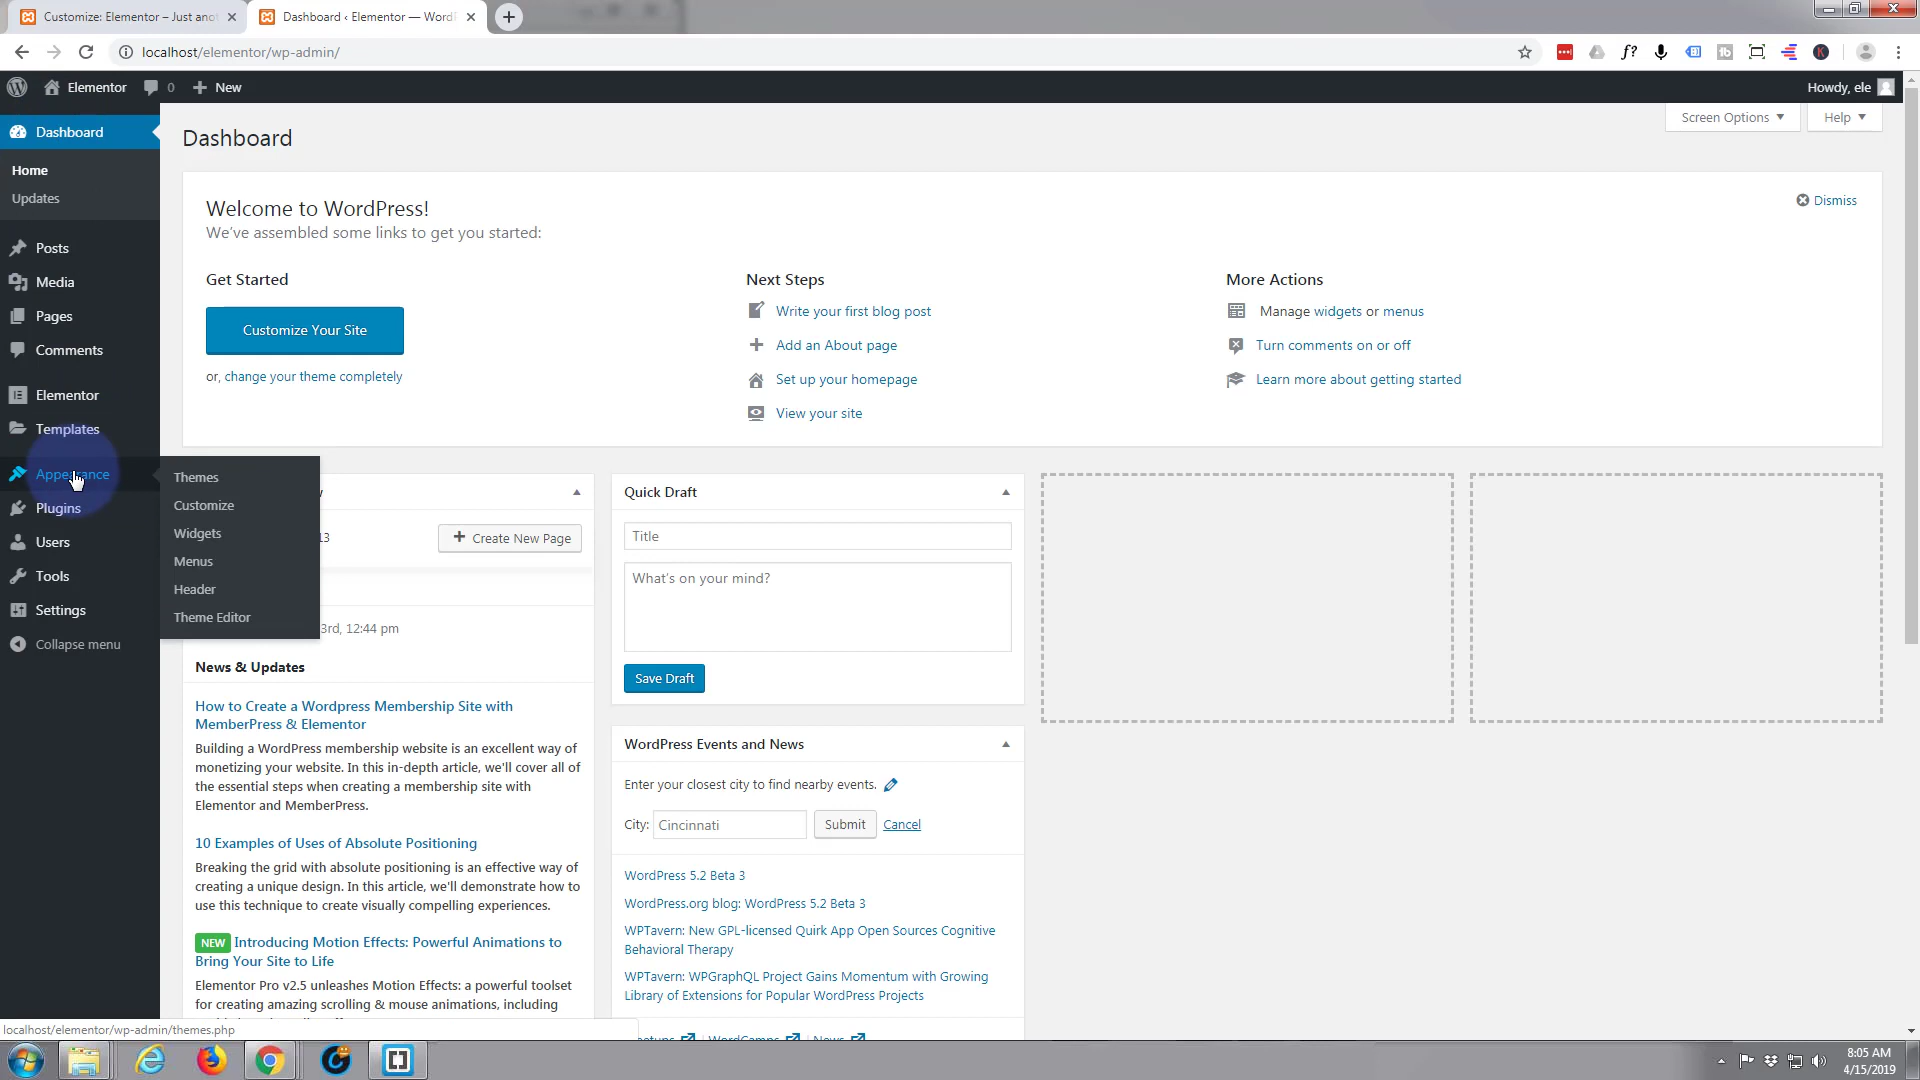 Customize: Elementor – Just ano
Dashboard ‹ Elementor — WordP
localhost/elementor/wp-admin/
Elementor
0
New
Howdy, ele
Dashboard
Home
Updates
Posts
Media
Pages
Comments
Elementor
Templates
Appearance
Plugins
Users
Tools
Settings
Collapse menu
Themes
Customize
Widgets
Menus
Header
Theme Editor
Dashboard
Screen Options
Help
Welcome to WordPress!
We've assembled some links to get you started:
Dismiss
Get Started
Customize Your Site
or, change your theme completely
Next Steps
Write your first blog post
Add an About page
Set up your homepage
View your site
More Actions
Manage widgets or menus
Turn comments on or off
Learn more about getting started
Create New Page
3rd, 12:44 pm
News & Updates
How to Create a Wordpress Membership Site with
MemberPress & Elementor
Building a WordPress membership website is an excellent way of
monetizing your website. In this in-depth article, we'll cover all of
the essential steps when creating a membership site with
Elementor and MemberPress.
10 Examples of Uses of Absolute Positioning
Breaking the grid with absolute positioning is an effective way of
creating a unique design. In this article, we'll demonstrate how to
use this technique to create visually compelling experiences.
NEW Introducing Motion Effects: Powerful Animations to
Bring Your Site to Life
Elementor Pro v2.5 unleashes Motion Effects: a powerful toolset
for creating amazing scrolling & mouse animations, including
Quick Draft
Title
What's on your mind?
Save Draft
WordPress Events and News
Enter your closest city to find nearby events.
City: Cincinnati Submit Cancel
WordPress 5.2 Beta 3
WordPress.org blog: WordPress 5.2 Beta 3
WPTavern: New GPL-licensed Quirk App Open Sources Cognitive
Behavioral Therapy
WPTavern: WPGraphQL Project Gains Momentum with Growing
Library of Extensions for Popular WordPress Projects
localhost/elementor/wp-admin/themes.php
8:05 AM
4/15/2019